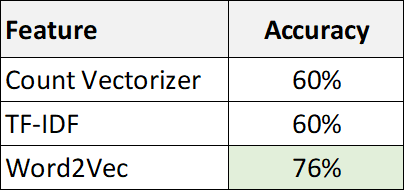 Feature Accuracy
Count Vectorizer 60%
TF-IDF 60%
Word2Vec 76%